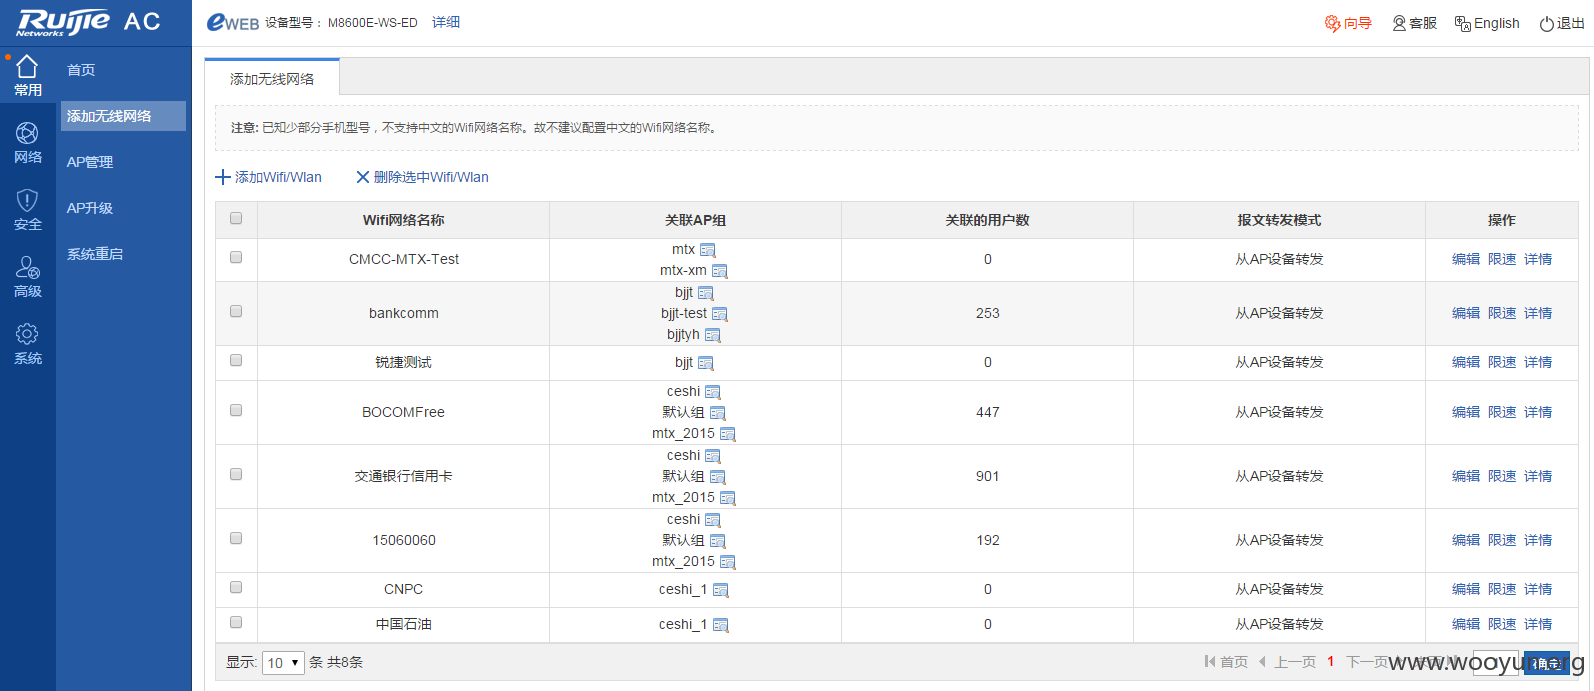 Ruijie Networks AC
eWEB 设备型号： M8600E-WS-ED 详细
向导 客服 English 退出
常用
网络
安全
高级
系统
首页
添加无线网络
AP管理
AP升级
系统重启
添加无线网络
注意: 已知少部分手机型号，不支持中文的Wifi网络名称。故不建议配置中文的Wifi网络名称。
添加Wifi/Wlan 删除选中Wifi/Wlan
Wifi网络名称 关联AP组 关联的用户数 报文转发模式 操作
CMCC-MTX-Test mtx mtx-xm 0 从AP设备转发 编辑 限速 详情
bankcomm bjjt bjjt-test bjjtyh 253 从AP设备转发 编辑 限速 详情
锐捷测试 bjjt 0 从AP设备转发 编辑 限速 详情
BOCOMFree ceshi 默认组 mtx_2015 447 从AP设备转发 编辑 限速 详情
交通银行信用卡 ceshi 默认组 mtx_2015 901 从AP设备转发 编辑 限速 详情
15060060 ceshi 默认组 mtx_2015 192 从AP设备转发 编辑 限速 详情
CNPC ceshi_1 0 从AP设备转发 编辑 限速 详情
中国石油 ceshi_1 0 从AP设备转发 编辑 限速 详情
显示: 10 条 共8条 首页 上一页 1 下一页 确定
www.wooyun.org